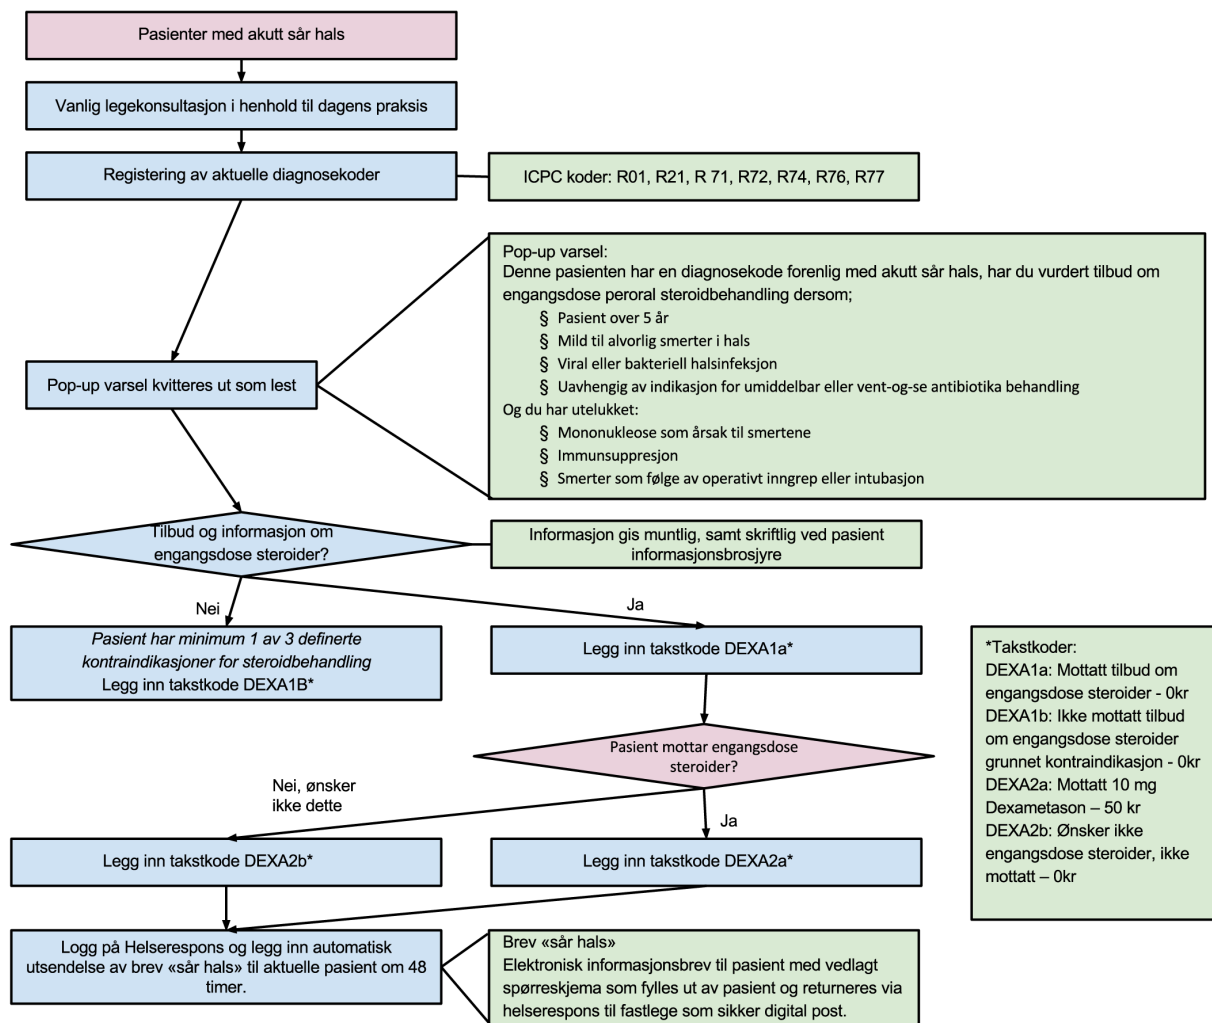 Pasienter med akutt sår hals
Vanlig legekonsultasjon i henhold til dagens praksis
Registering av aktuelle diagnosekoder
ICPC koder: R01, R21, R 71, R72, R74, R76, R77
Pop-up varsel:
Denne pasienten har en diagnosekode forenlig med akutt sår hals, har du vurdert tilbud om
engangsdose peroral steroidbehandling dersom;
§ Pasient over 5 år
§ Mild til alvorlig smerter i hals
§ Viral eller bakteriell halsinfeksjon
§ Uavhengig av indikasjon for umiddelbar eller vent-og-se antibiotika behandling
Og du har utelukket:
§ Mononukleose som årsak til smertene
§ Immunsuppresjon
§ Smerter som følge av operativt inngrep eller intubasjon
Pop-up varsel kvitteres ut som lest
Tilbud og informasjon om
engangsdose steroider?
Informasjon gis muntlig, samt skriftlig ved pasient
informasjonsbrosjyre
Nei
Ja
Pasient har minimum 1 av 3 definerte
kontraindikasjoner for steroidbehandling
Legg inn takstkode DEXA1B*
Legg inn takstkode DEXA1a*
*Takstkoder:
DEXA1a: Mottatt tilbud om
engangsdose steroider - 0kr
DEXA1b: Ikke mottatt tilbud
om engangsdose steroider
grunnet kontraindikasjon - 0kr
DEXA2a: Mottatt 10 mg
Dexametason – 50 kr
DEXA2b: Ønsker ikke
engangsdose steroider, ikke
mottatt – 0kr
Pasient mottar engangsdose
steroider?
Nei, ønsker
ikke dette
Ja
Legg inn takstkode DEXA2b*
Legg inn takstkode DEXA2a*
Logg på Helserespons og legg inn automatisk
utsendelse av brev «sår hals» til aktuelle pasient om 48
timer.
Brev «sår hals»
Elektronisk informasjonsbrev til pasient med vedlagt
spørreskjema som fylles ut av pasient og returneres via
helserespons til fastlege som sikker digital post.